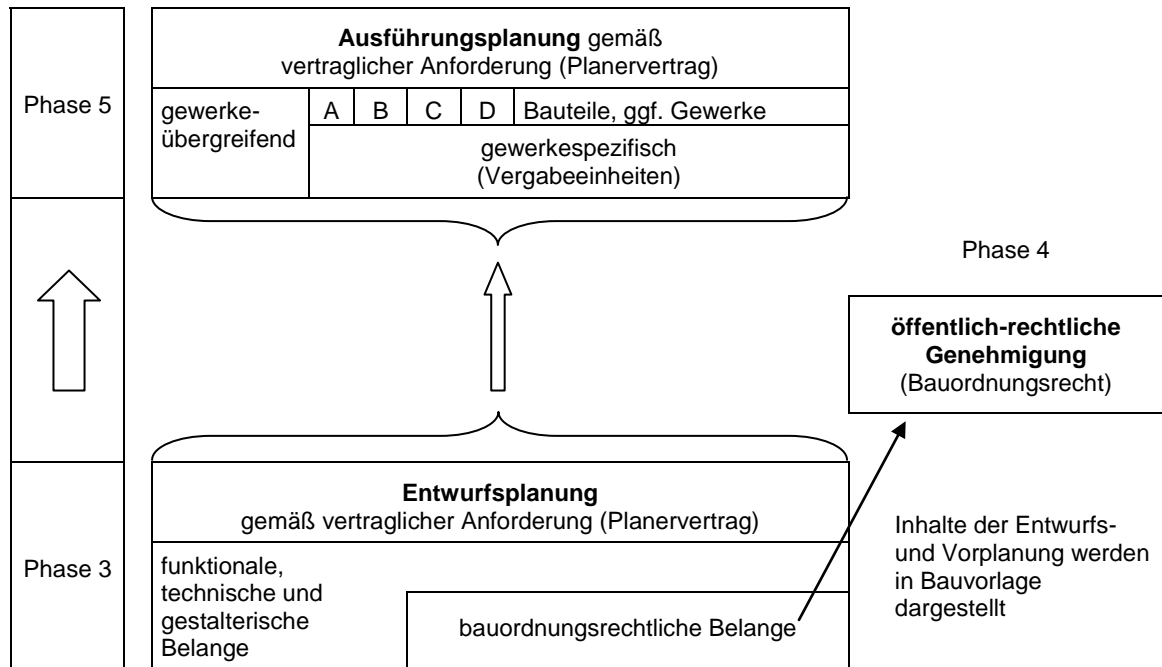 Ausführungsplanung gemäß
vertraglicher Anforderung (Planervertrag)
Phase 5
gewerke-
übergreifend
A B C D Bauteile, ggf. Gewerke
gewerkespezifisch
(Vergabeeinheiten)
Phase 4
öffentlich-rechtliche
Genehmigung
(Bauordnungsrecht)
Entwurfsplanung
gemäß vertraglicher Anforderung (Planervertrag)
Phase 3
funktionale,
technische und
gestalterische
Belange
bauordnungsrechtliche Belange
Inhalte der Entwurfs-
und Vorplanung werden
in Bauvorlage
dargestellt